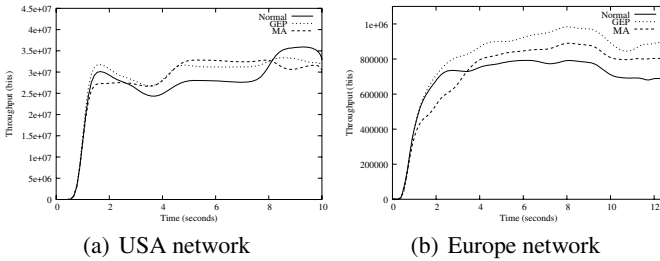 4.5e+07
4e+07
3.5e+07
3e+07
2.5e+07
2e+07
1.5e+07
1e+07
5e+06
0
Throughput (bits)
Normal
GEP
MA
0 2 4 6 8 10
Time (seconds)
(a) USA network
1e+06
800000
600000
400000
200000
0
Throughput (bits)
Normal
GEP
MA
0 2 4 6 8 10 12
Time (seconds)
(b) Europe network